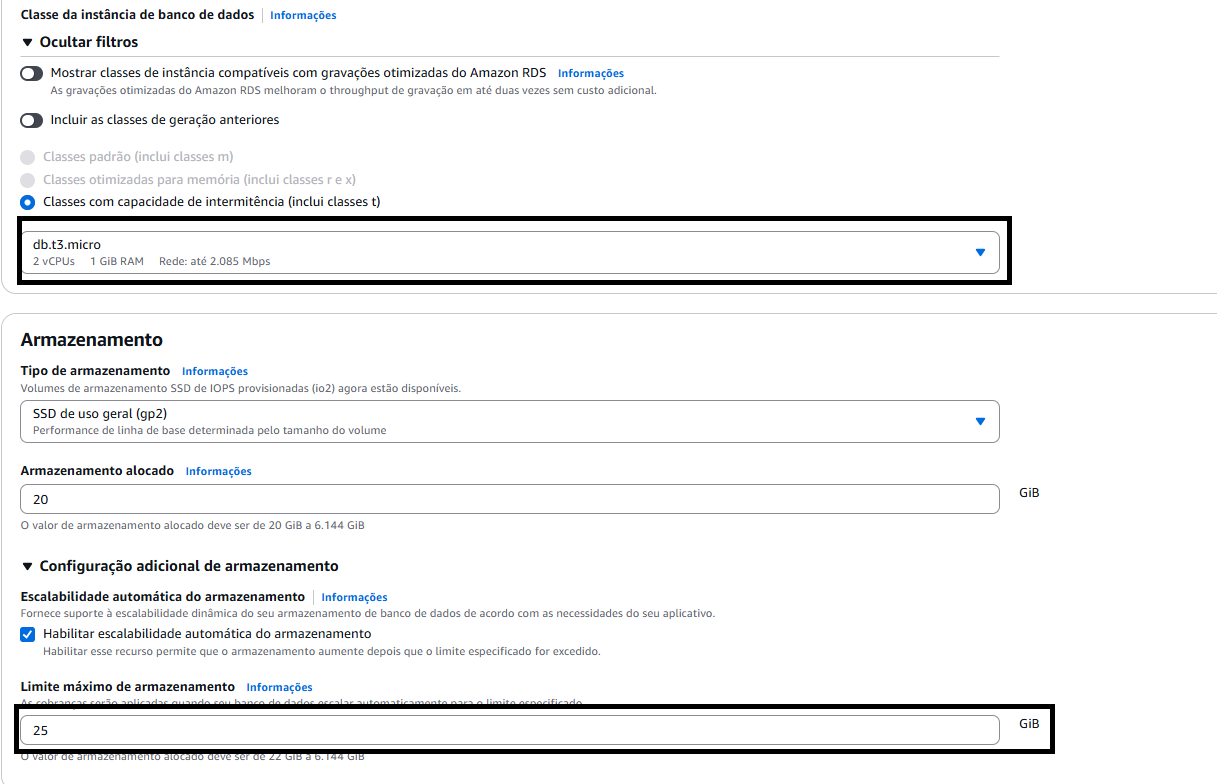 Classe da instância de banco de dados Informações
Ocultar filtros
Mostrar classes de instância compatíveis com gravações otimizadas do Amazon RDS Informações
As gravações otimizadas do Amazon RDS melhoram o throughput de gravação em até duas vezes sem custo adicional.
Incluir as classes de geração anteriores
Classes padrão (inclui classes m)
Classes otimizadas para memória (inclui classes r e x)
Classes com capacidade de intermitência (inclui classes t)
db.t3.micro
2 vCPUs 1 GiB RAM Rede: até 2.085 Mbps
Armazenamento
Tipo de armazenamento Informações
Volumes de armazenamento SSD de IOPS provisionadas (io2) agora estão disponíveis.
SSD de uso geral (gp2)
Performance de linha de base determinada pelo tamanho do volume
Armazenamento alocado Informações
20 GiB
O valor de armazenamento alocado deve ser de 20 GiB a 6.144 GiB
Configuração adicional de armazenamento
Escalabilidade automática do armazenamento Informações
Fornece suporte à escalabilidade dinâmica do seu armazenamento de banco de dados de acordo com as necessidades do seu aplicativo.
Habilitar escalabilidade automática do armazenamento
Habilitar esse recurso permite que o armazenamento aumente depois que o limite especificado for excedido.
Limite máximo de armazenamento Informações
As cobranças serão aplicadas quando seu banco de dados escalar automaticamente para o limite especificado.
25 GiB
O valor de armazenamento alocado deve ser de 22 GiB a 6.144 GiB